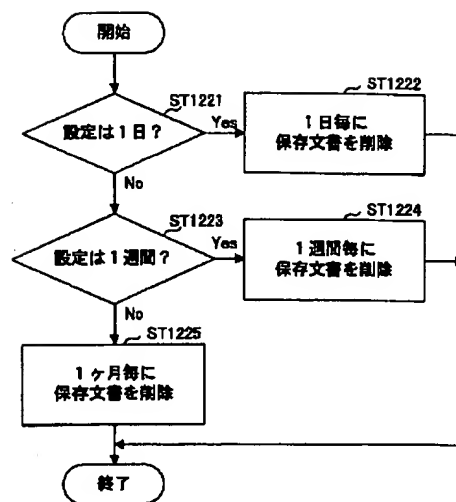 開始
ST1221
設定は1日?
Yes
ST1222
1日毎に
保存文書を削除
No
ST1223
設定は1週間?
Yes
ST1224
1週間毎に
保存文書を削除
No
ST1225
1ヶ月毎に
保存文書を削除
終了